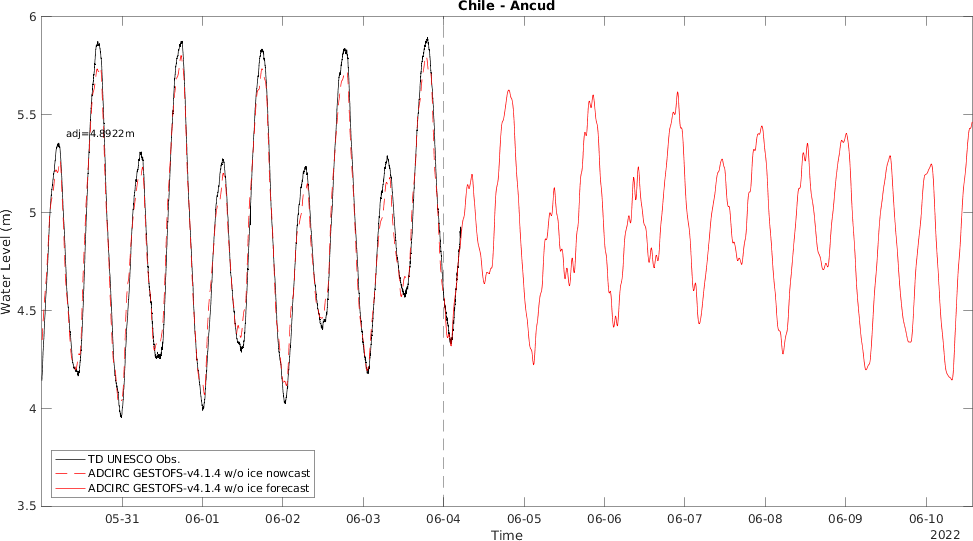 Chile - Ancud
6
5.5
5
4.5
4
3.5
Water Level (m)
adj=4.8922m
TD UNESCO Obs.
ADCIRC GESTOFS-v4.1.4 w/o ice nowcast
ADCIRC GESTOFS-v4.1.4 w/o ice forecast
05-31 06-01 06-02 06-03 06-04 06-05 06-06 06-07 06-08 06-09 06-10
Time
2022